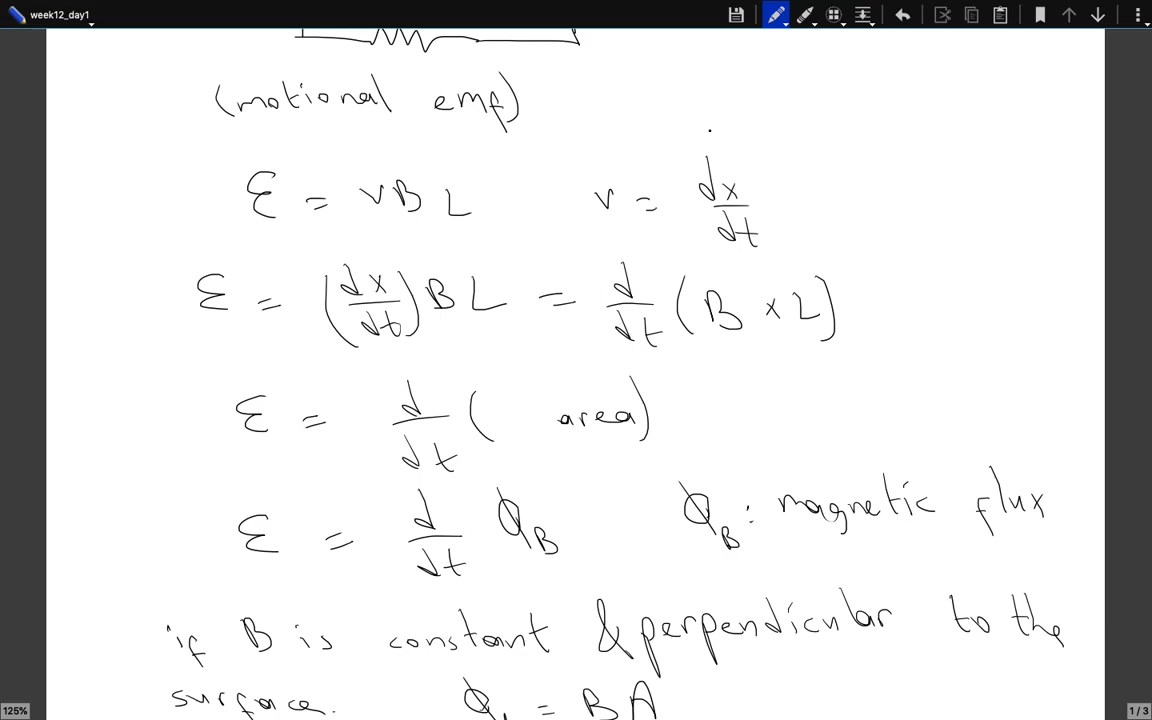 week12_day1
(motional emf)
ε = vBL v = dx/dt
ε = (dx/dt) BL = d/dt (B x L)
ε = d/dt ( area)
ε = d/dt ΦB ΦB : magnetic flux
if B is constant & perpendicular to the
surface. Φ = BA
125%
1 / 3